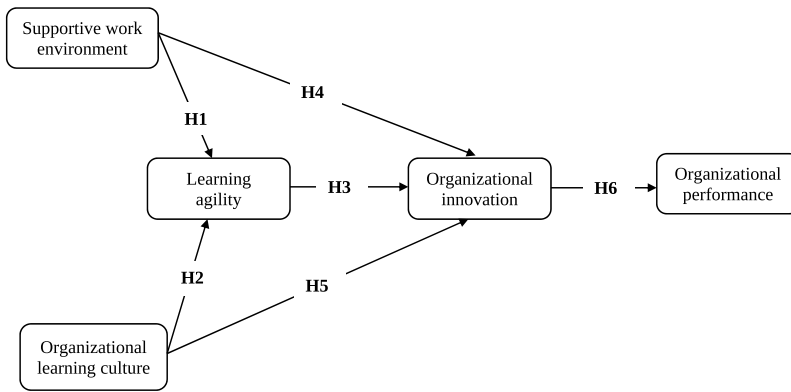 Supportive work
environment
H4
H1
Learning
agility
H3
Organizational
innovation
H6
Organizational
performance
H2
H5
Organizational
learning culture